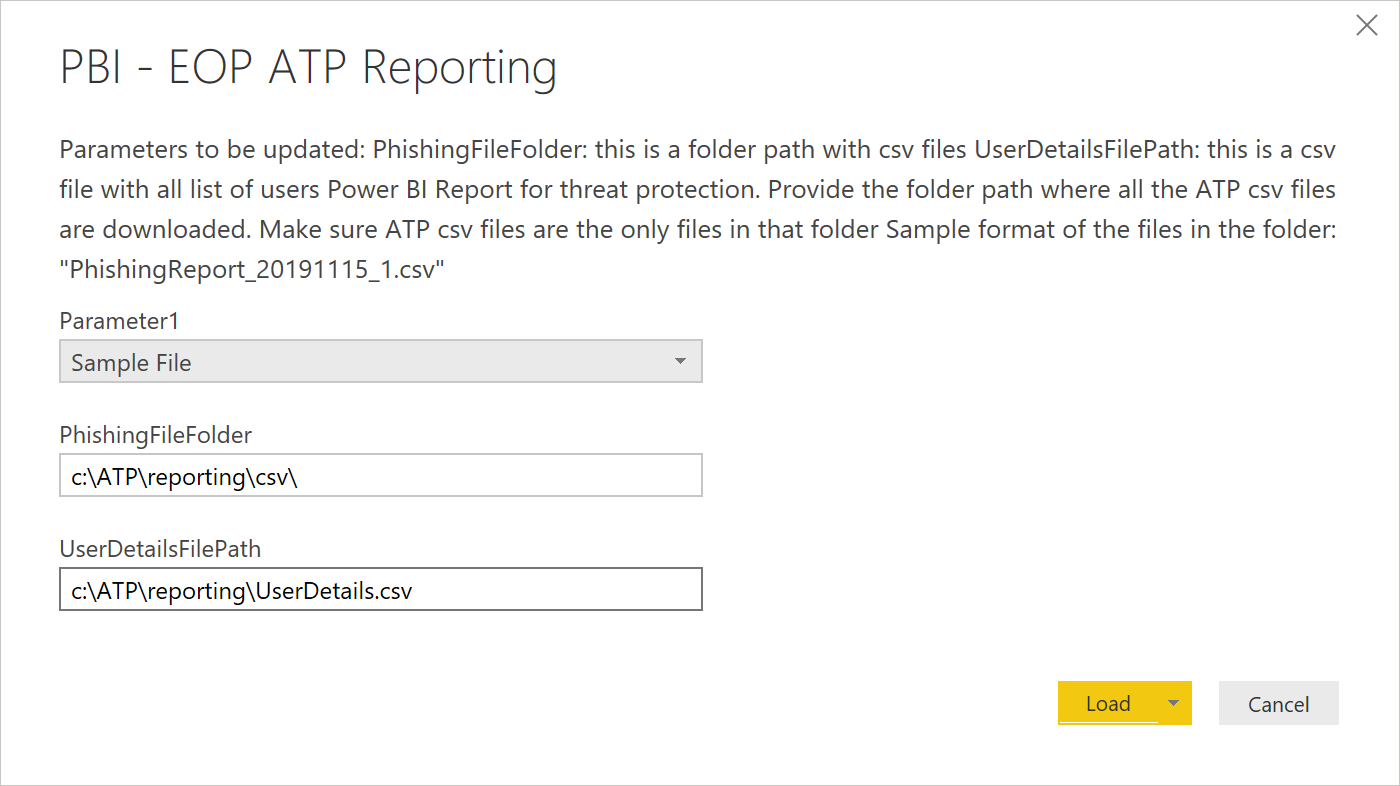 PBI - EOP ATP Reporting
Parameters to be updated: PhishingFileFolder: this is a folder path with csv files UserDetailsFilePath: this is a csv
file with all list of users Power BI Report for threat protection. Provide the folder path where all the ATP csv files
are downloaded. Make sure ATP csv files are the only files in that folder Sample format of the files in the folder:
"PhishingReport_20191115_1.csv"
Parameter1
Sample File
PhishingFileFolder
c:\ATP\reporting\csv\
UserDetailsFilePath
c:\ATP\reporting\UserDetails.csv
Load
Cancel